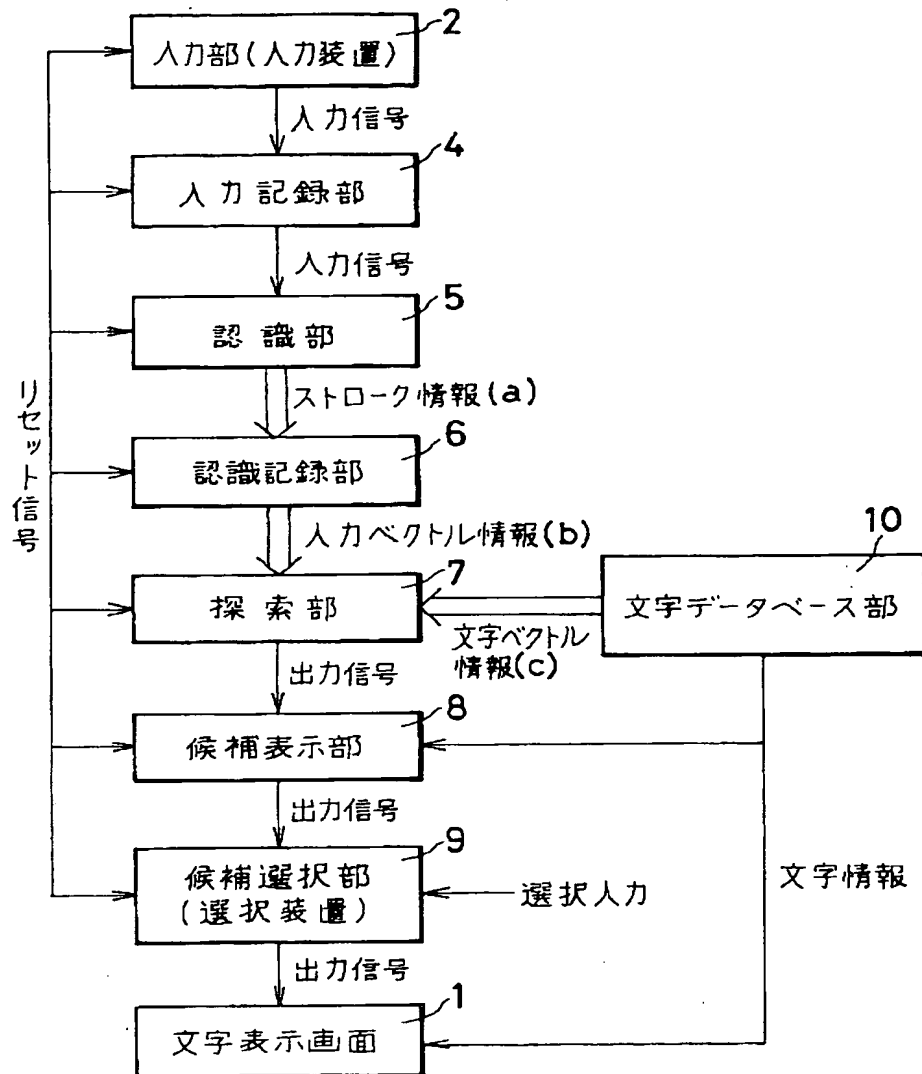 2
入力部(入力装置)
入力信号
4
入力記録部
入力信号
5
認識部
ストローク情報(a)
6
認識記録部
リセット信号
入力ベクトル情報(b)
10
7
探索部
文字データベース部
文字ベクトル
情報(c)
出力信号
8
候補表示部
出力信号
9
候補選択部
(選択装置)
選択入力
文字情報
出力信号
1
文字表示画面